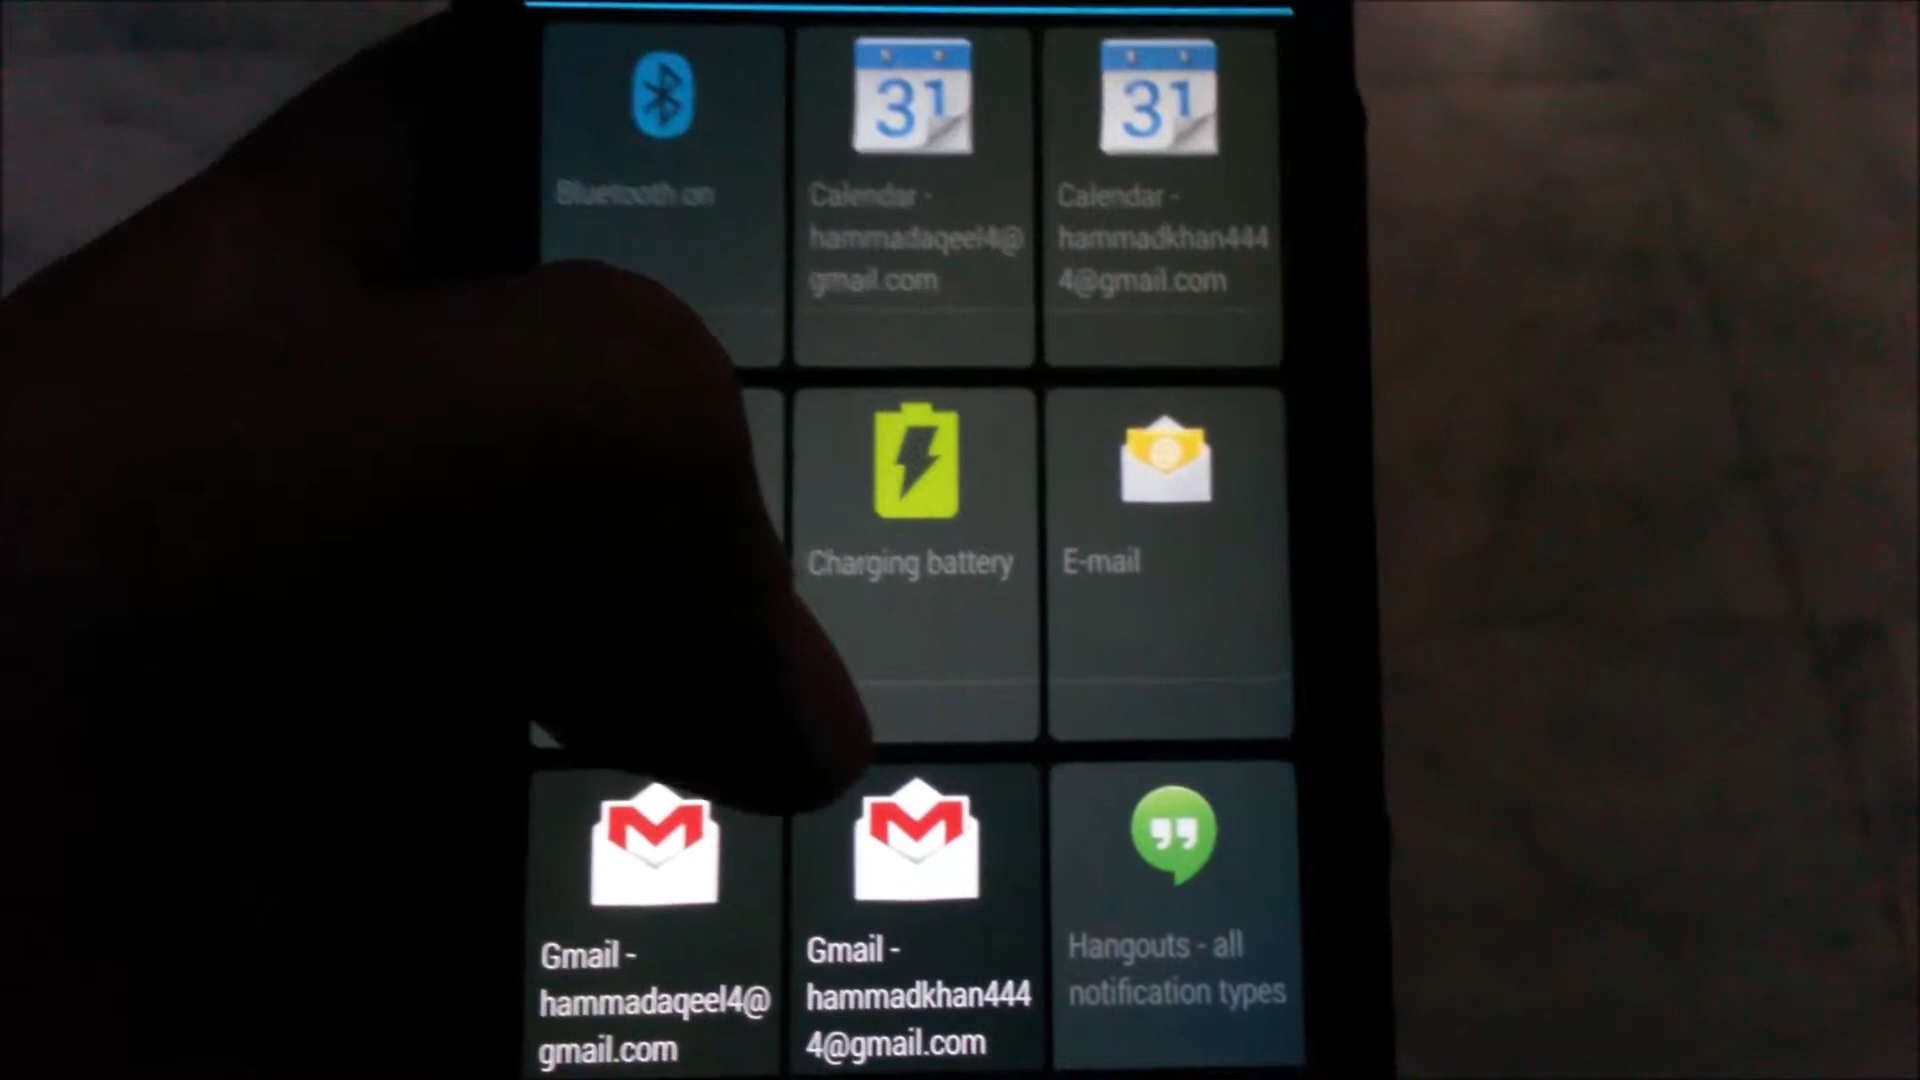 31
31
Bluetooth on
Calendar -
hammadaqeel4@
gmail.com
Calendar -
hammadkhan444
4@gmail.com
Charging battery
E-mail
Gmail -
hammadaqeel4@
gmail.com
Gmail -
hammadkhan444
4@gmail.com
Hangouts - all
notification types